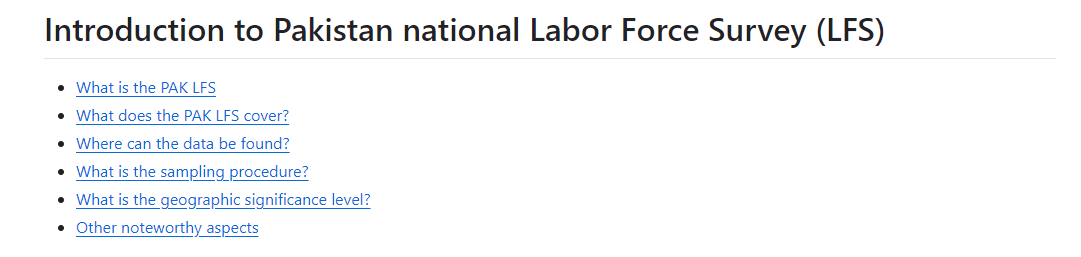 Introduction to Pakistan national Labor Force Survey (LFS)
What is the PAK LFS
What does the PAK LFS cover?
Where can the data be found?
What is the sampling procedure?
What is the geographic significance level?
Other noteworthy aspects